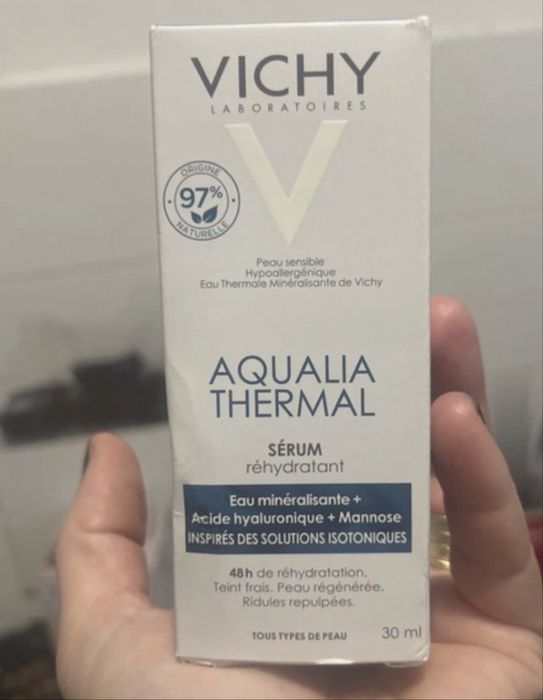 VICHY
LABORATOIRES
V
ORIGINE
97%
NATURELLE
Peau sensible
Hypoallergénique
Eau Thermale Minéralisante de Vichy
AQUALIA
THERMAL
SÉRUM
réhydratant
Eau minéralisante +
Acide hyaluronique + Mannose
INSPIRÉS DES SOLUTIONS ISOTONIQUES
48h de réhydratation.
Teint frais. Peau régénérée.
Ridules repulpées.
TOUS TYPES DE PEAU 30 ml